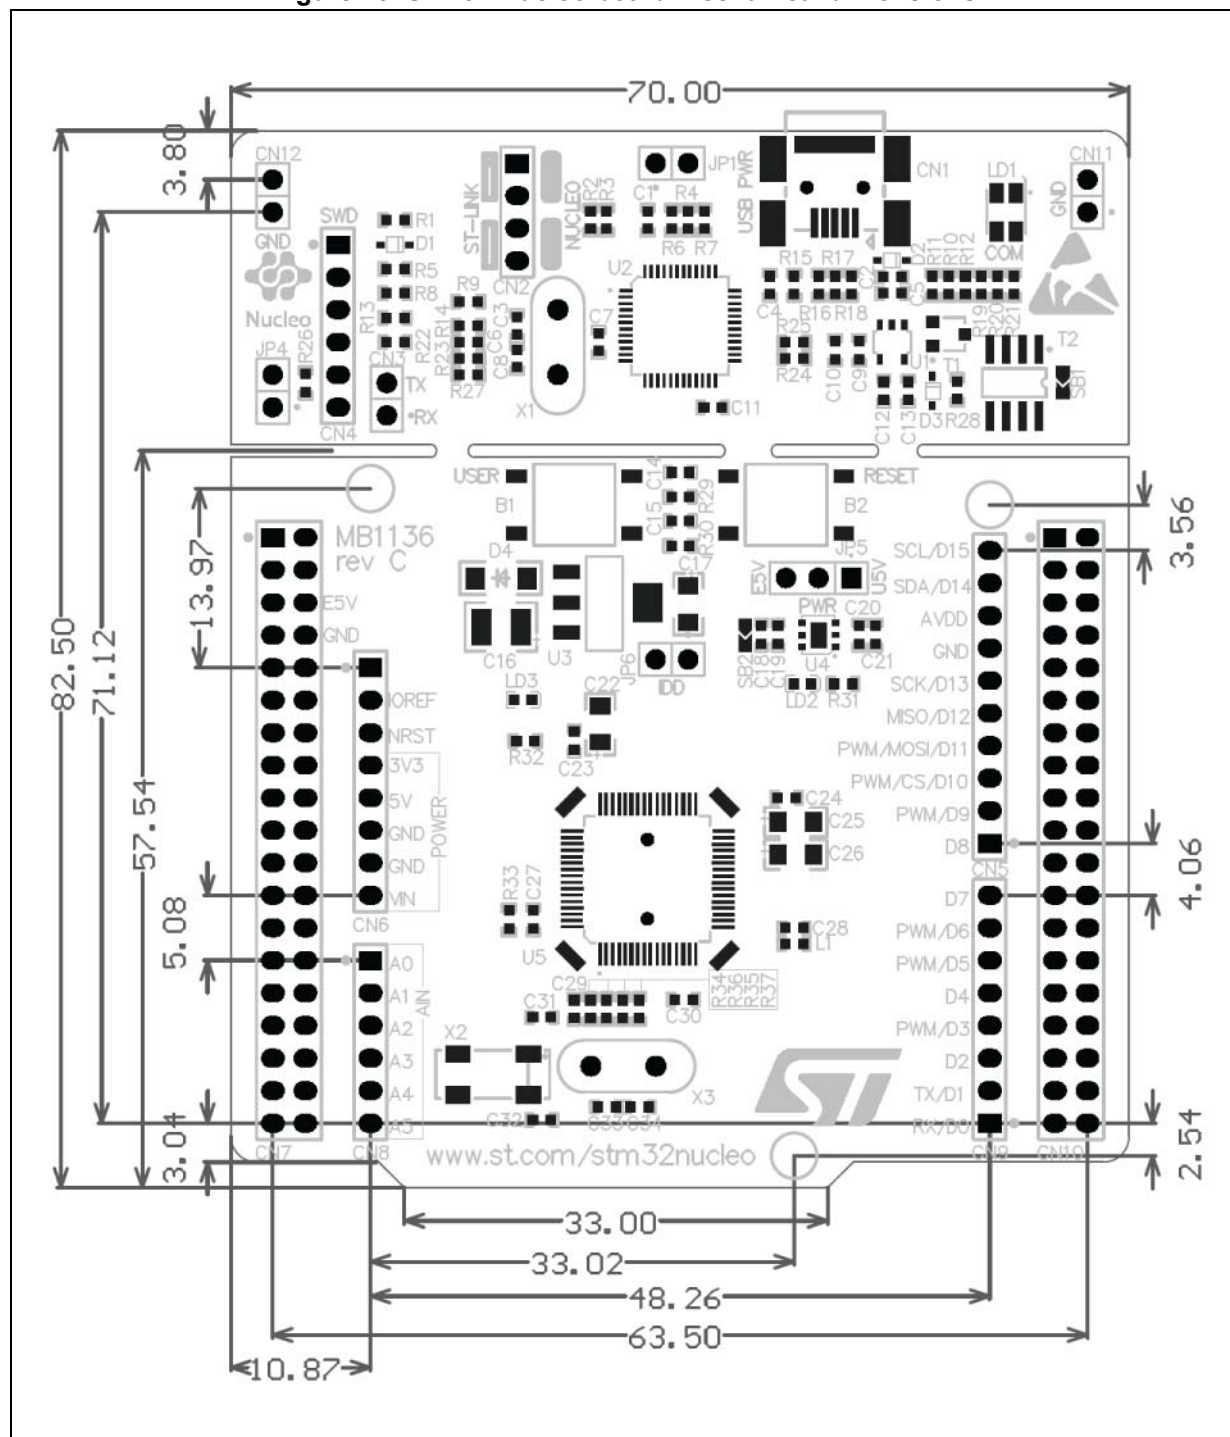 70.00
3.80
CN12
JP1
CN1
LD1
CN11
USB PWR
SWD
R1
ST-LINK
NUCLEO
R2
R3
C1
R4
GND
GND
D1
R6
R7
COM
R5
U2
R15
R17
C2
D2
R11
R10
R12
R8
CN2
R9
C4
R16
R18
C5
R19
R20
R21
Nucleo
R13
R14
C3
C6
C7
R25
T2
JP4
R26
R22
R23
C8
R24
C10
C9
U1
T1
SB1
CN3
TX
R27
X1
C11
C12
C13
D3
R28
RX
CN4
USER
C14
RESET
B1
C15
R29
B2
3.56
MB1136
rev C
R30
JP5
SCL/D15
D4
C17
E5V
U5V
SDA/D14
13.97
E5V
PWR
C20
AVDD
GND
GND
C16
U3
JP6
IDD
SB2
C18
C19
U4
C21
SCK/D13
82.50
71.12
LD3
C22
LD2
R31
IOREF
MISO/D12
NRST
R32
C23
PWM/MOSI/D11
3V3
PWM/CS/D10
5V
C24
PWM/D9
57.54
GND
POWER
C25
D8
GND
C26
CN5
4.06
VIN
R33
C27
D7
CN6
C28
PWM/D6
5.08
U5
L1
A0
PWM/D5
A1
AIN
C29
R34
R36
R35
R37
D4
C31
C30
A2
X2
PWM/D3
A3
D2
A4
X3
TX/D1
3.04
A5
C32
C33
C34
ST
RX/D0
2.54
CN7
CN8
www.st.com/stm32nucleo
CN9
CN10
33.00
33.02
48.26
63.50
10.87